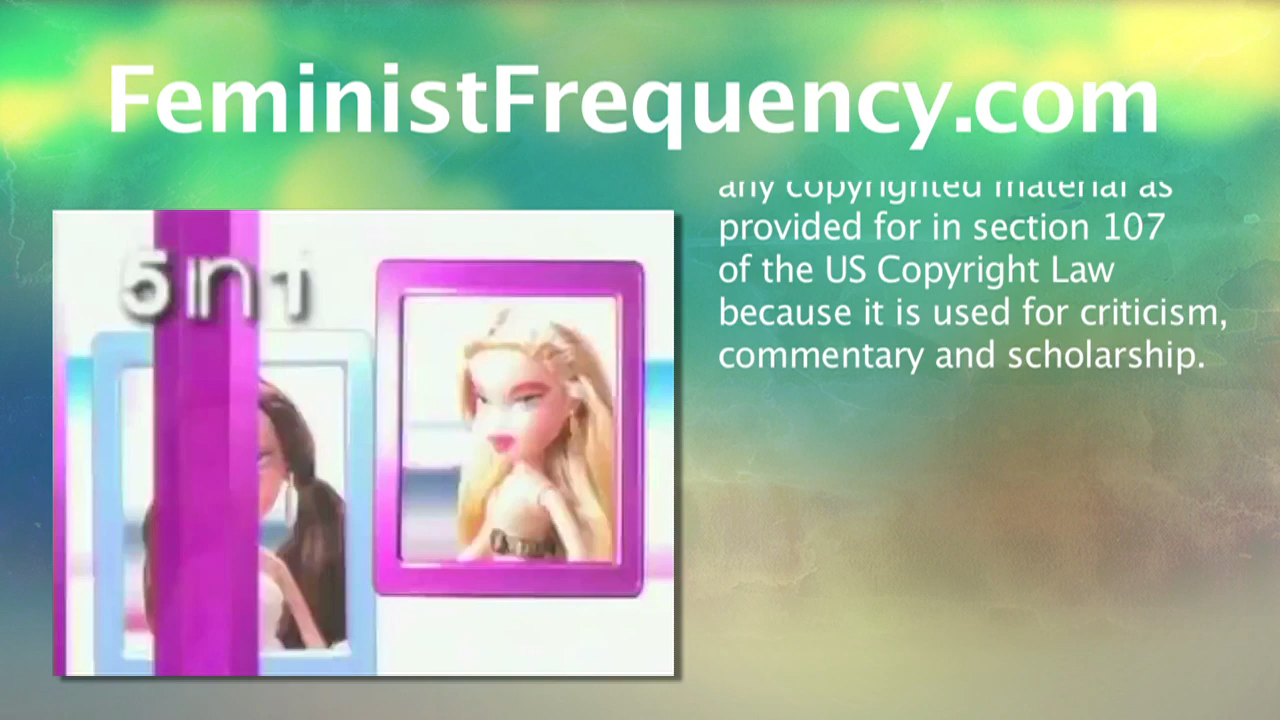 FeministFrequency.com
any copyrighted material as
provided for in section 107
of the US Copyright Law
because it is used for criticism,
commentary and scholarship.
5 in 1